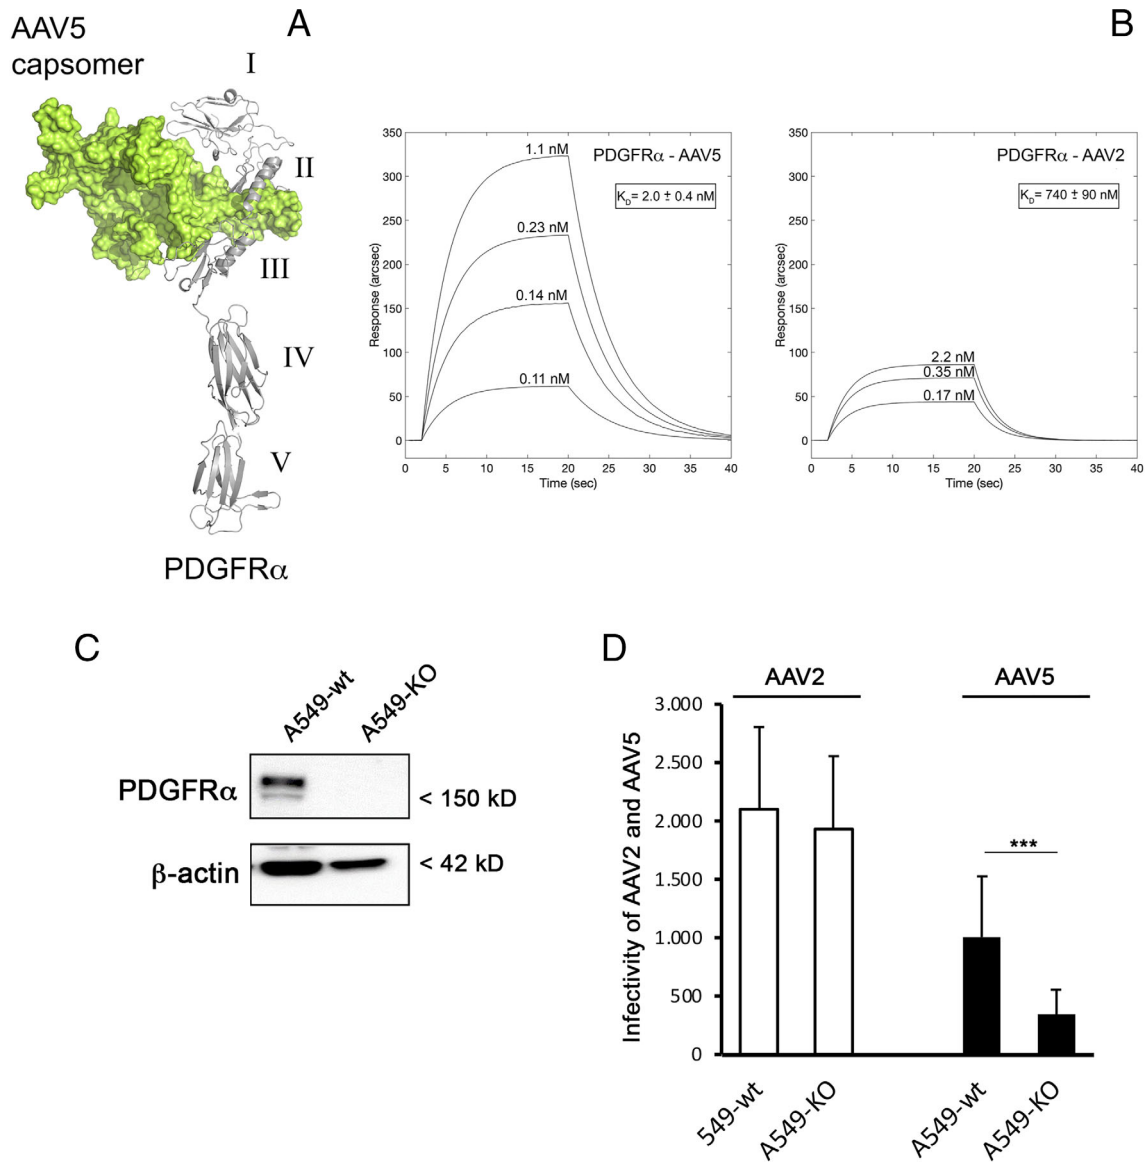 AAV5
capsomer
A
I
II
III
IV
V
PDGFRα
B
Response (arcsec)
350
300
250
200
150
100
50
0
1.1 nM
0.23 nM
0.14 nM
0.11 nM
PDGFRα - AAV5
K_D= 2.0 ± 0.4 nM
0 5 10 15 20 25 30 35 40
Time (sec)
Response (arcsec)
350
300
250
200
150
100
50
0
PDGFRα - AAV2
K_D= 740 ± 90 nM
2.2 nM
0.35 nM
0.17 nM
0 5 10 15 20 25 30 35 40
Time (sec)
C
A549-wt
A549-KO
PDGFRα
< 150 kD
β-actin
< 42 kD
D
AAV2
AAV5
Infectivity of AAV2 and AAV5
3.000
2.500
2.000
1.500
1.000
500
0
***
549-wt
A549-KO
A549-wt
A549-KO